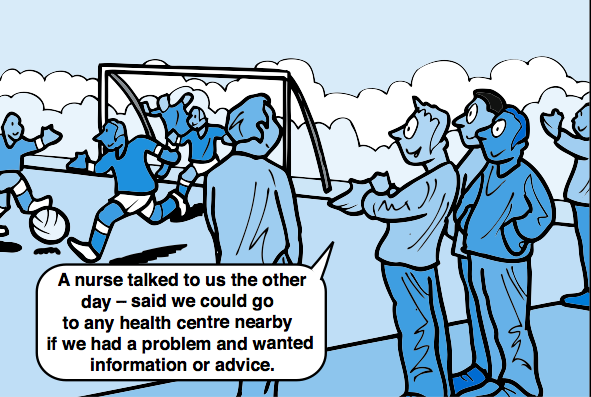 A nurse talked to us the other
day – said we could go
to any health centre nearby
if we had a problem and wanted
information or advice.